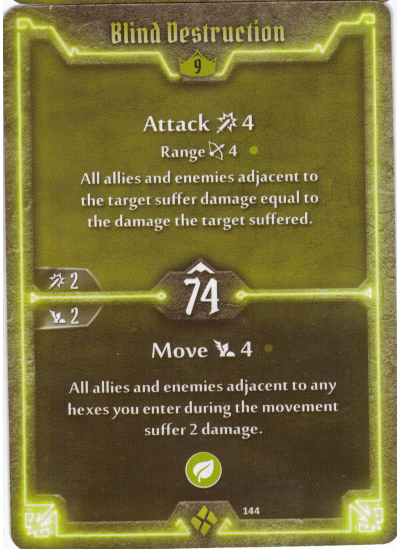 Blind Destruction
9
Attack 4
Range 4
All allies and enemies adjacent to
the target suffer damage equal to
the damage the target suffered.
2
74
2
Move 4
All allies and enemies adjacent to any
hexes you enter during the movement
suffer 2 damage.
144